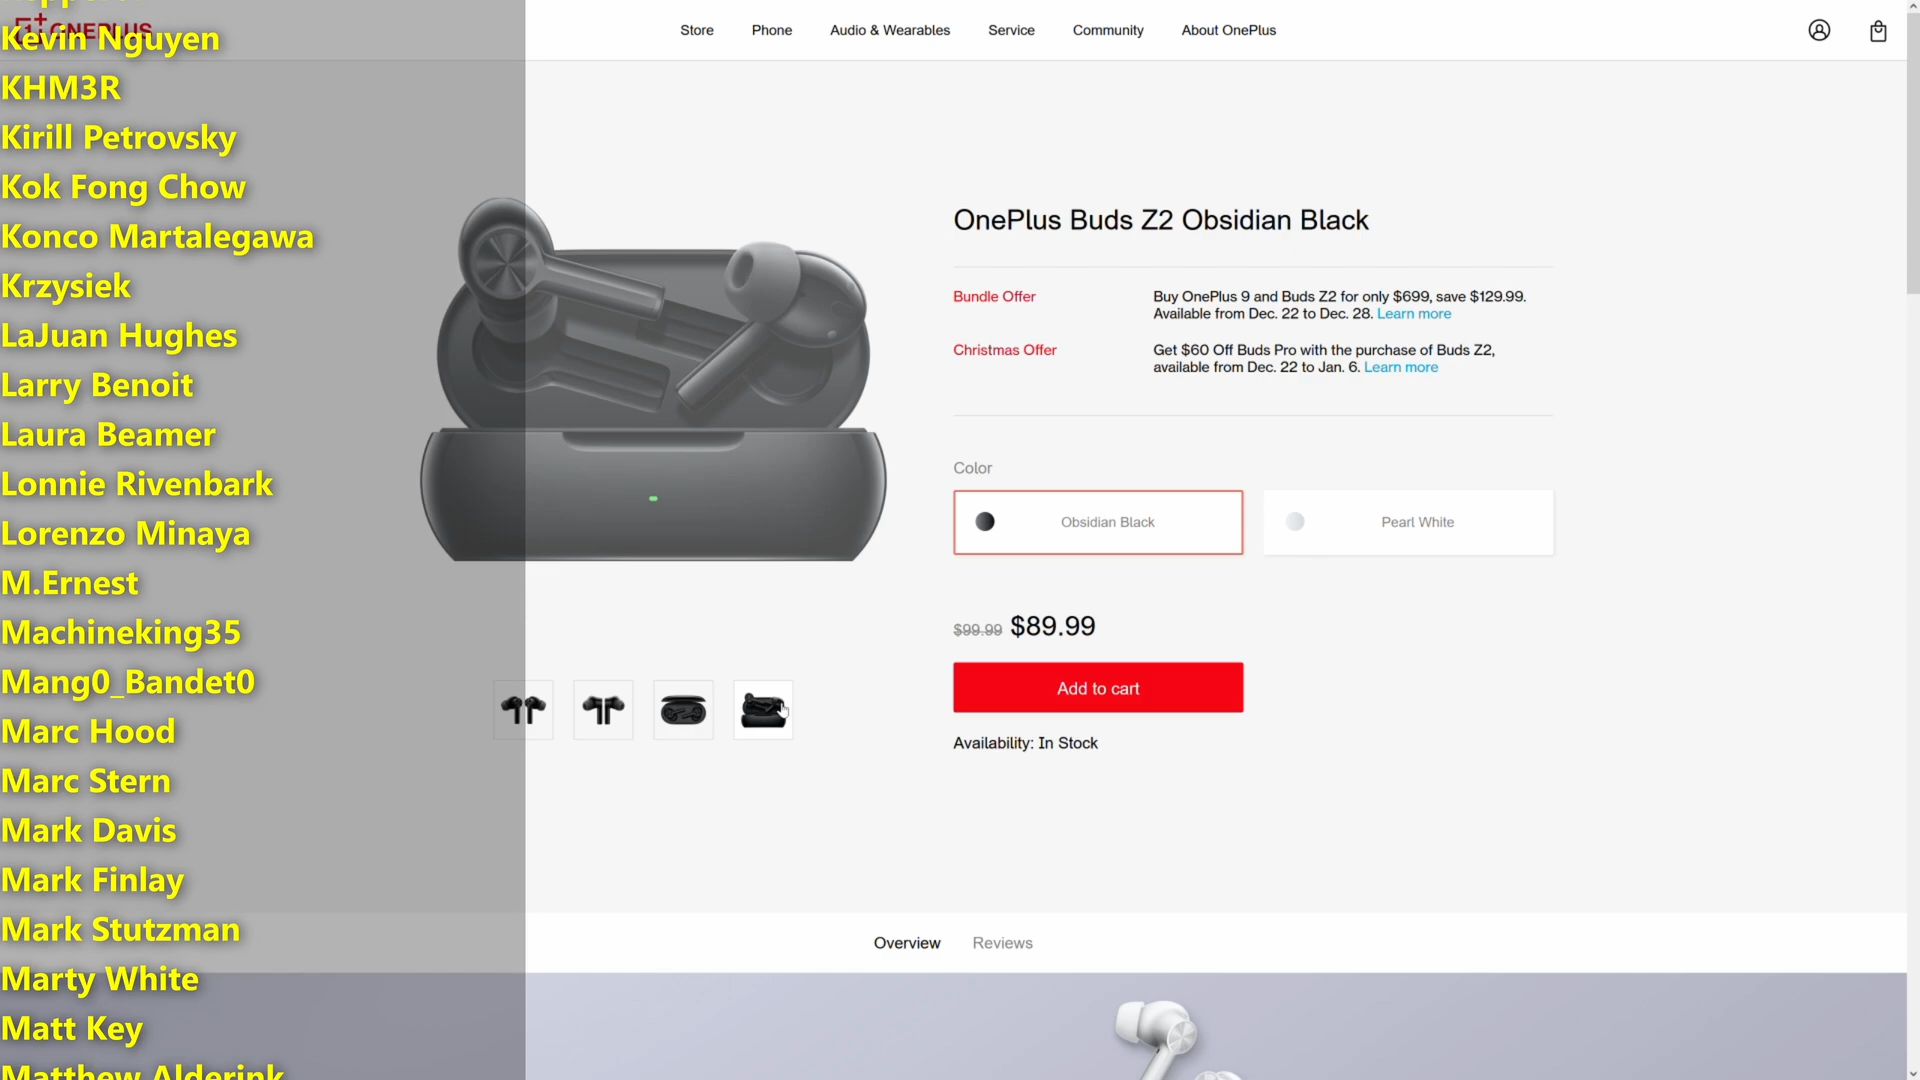 ONEPLUS
Kevin Nguyen
KHM3R
Kirill Petrovsky
Kok Fong Chow
Konco Martalegawa
Krzysiek
LaJuan Hughes
Larry Benoit
Laura Beamer
Lonnie Rivenbark
Lorenzo Minaya
M.Ernest
Machineking35
Mang0_Bandet0
Marc Hood
Marc Stern
Mark Davis
Mark Finlay
Mark Stutzman
Marty White
Matt Key
Matthew Alderink
Store Phone Audio & Wearables Service Community About OnePlus
OnePlus Buds Z2 Obsidian Black
Bundle Offer
Buy OnePlus 9 and Buds Z2 for only $699, save $129.99.
Available from Dec. 22 to Dec. 28. Learn more
Christmas Offer
Get $60 Off Buds Pro with the purchase of Buds Z2,
available from Dec. 22 to Jan. 6. Learn more
Color
Obsidian Black
Pearl White
$99.99 $89.99
Add to cart
Availability: In Stock
Overview Reviews